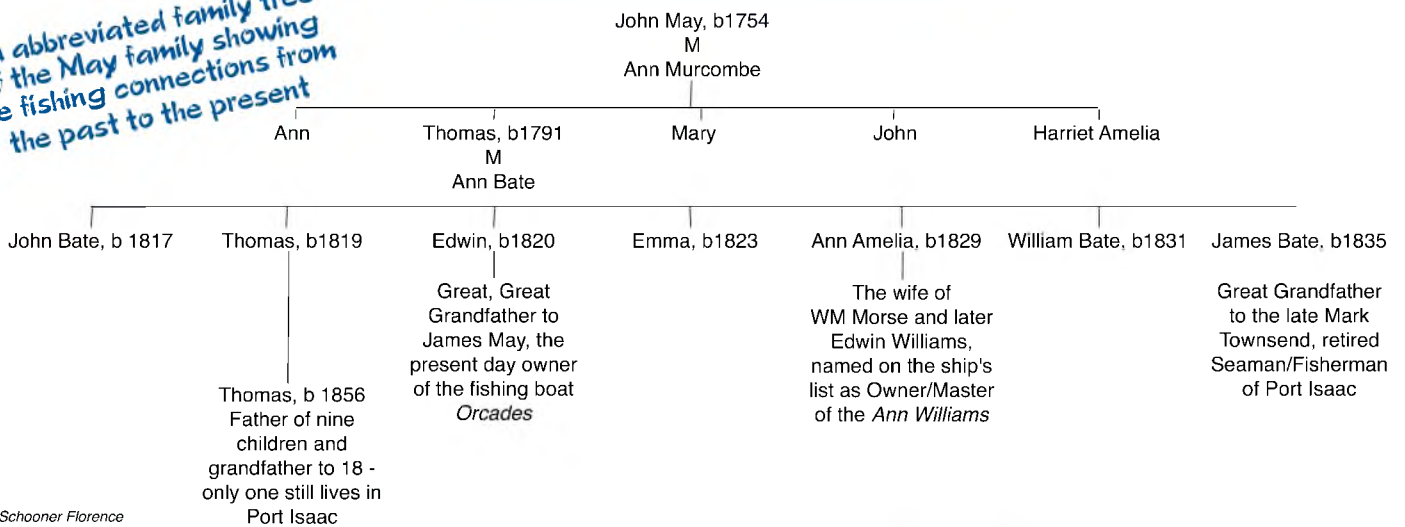 abbreviated family tree
the May family showing
fishing connections from
the past to the present
John May, b1754
M
Ann Murcombe
Ann
Thomas, b1791
M
Ann Bate
Mary
John
Harriet Amelia
John Bate, b 1817
Thomas, b1819
Edwin, b1820
Emma, b1823
Ann Amelia, b1829
William Bate, b1831
James Bate, b1835
Thomas, b 1856
Father of nine
children and
grandfather to 18 -
only one still lives in
Port Isaac
Great, Great
Grandfather to
James May, the
present day owner
of the fishing boat
Orcades
The wife of
WM Morse and later
Edwin Williams,
named on the ship's
list as Owner/Master
of the Ann Williams
Great Grandfather
to the late Mark
Townsend, retired
Seaman/Fisherman
of Port Isaac
Schooner Florence